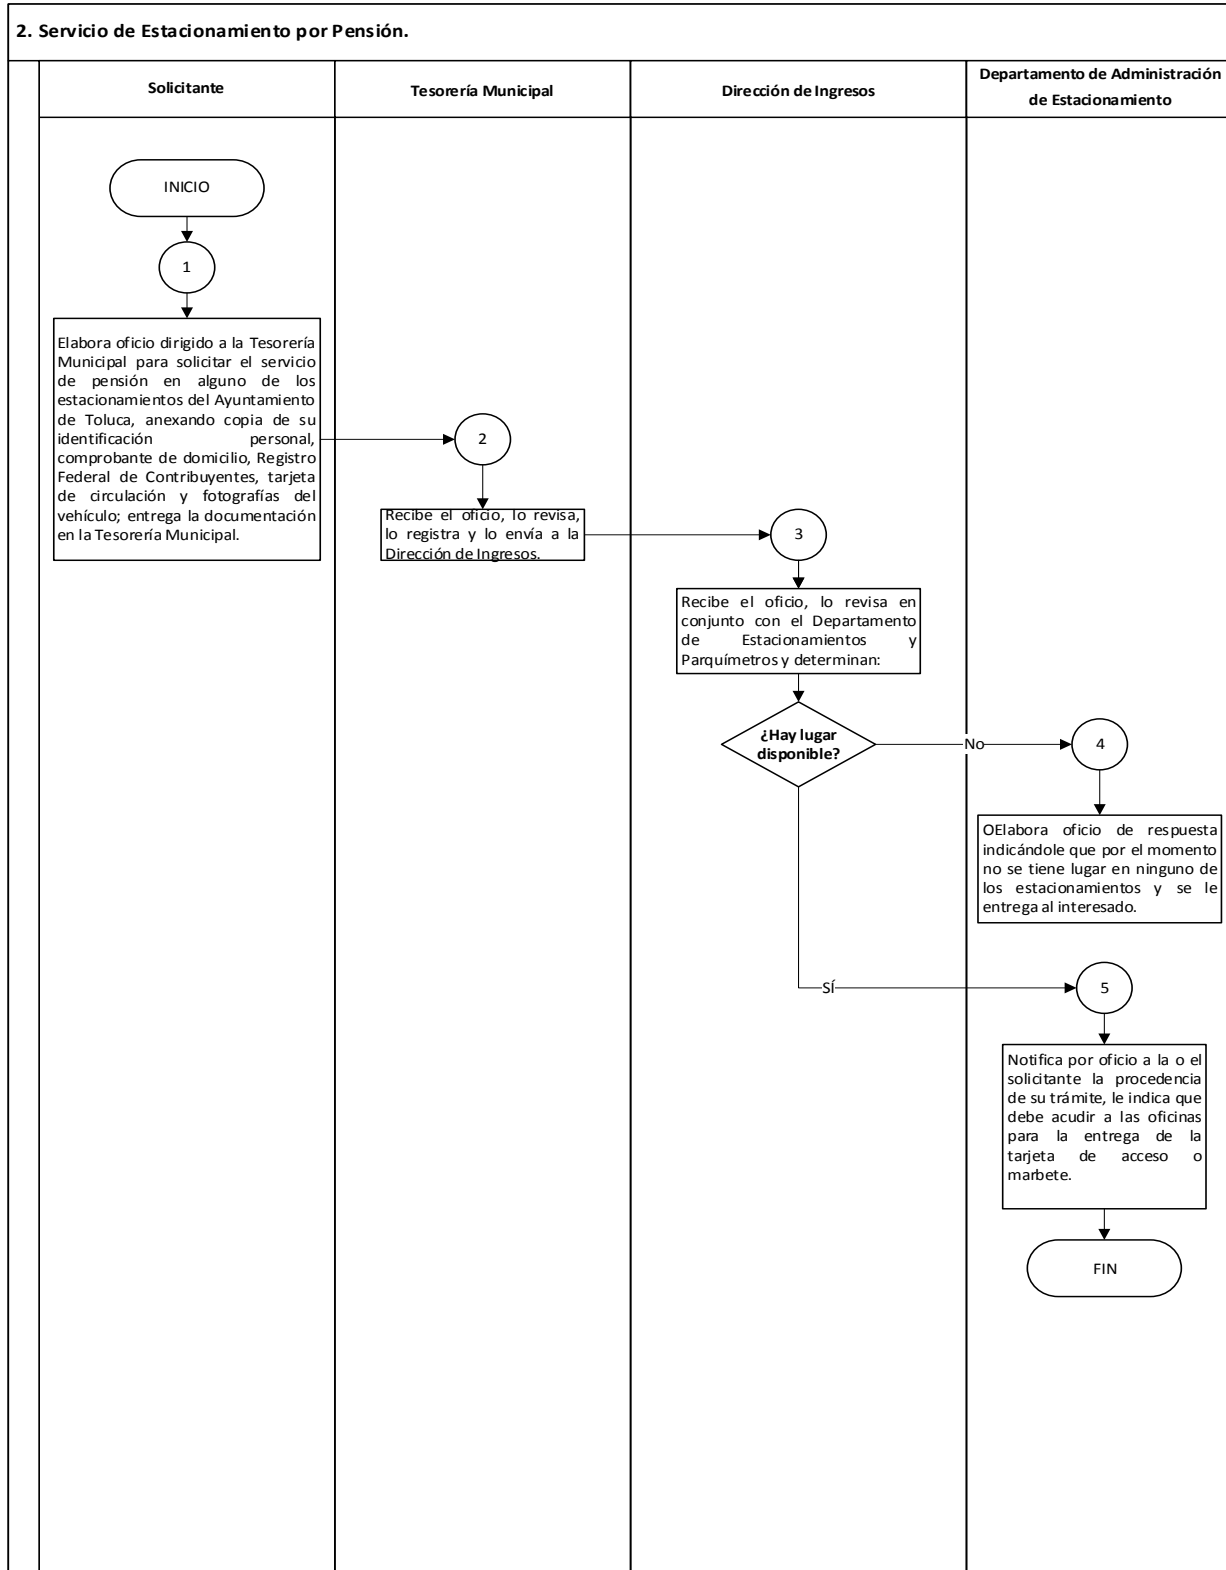 2. Servicio de Estacionamiento por Pensión.
Solicitante
Tesorería Municipal
Dirección de Ingresos
Departamento de Administración
de Estacionamiento
INICIO
1
Elabora oficio dirigido a la Tesorería
Municipal para solicitar el servicio
de pensión en alguno de los
estacionamientos del Ayuntamiento
de Toluca, anexando copia de su
identificación personal,
comprobante de domicilio, Registro
Federal de Contribuyentes, tarjeta
de circulación y fotografías del
vehículo; entrega la documentación
en la Tesorería Municipal.
2
Recibe el oficio, lo revisa,
lo registra y lo envía a la
Dirección de Ingresos.
3
Recibe el oficio, lo revisa en
conjunto con el Departamento
de Estacionamientos y
Parquímetros y determinan:
¿Hay lugar
disponible?
No
4
OElabora oficio de respuesta
indicándole que por el momento
no se tiene lugar en ninguno de
los estacionamientos y se le
entrega al interesado.
SÍ
5
Notifica por oficio a la o el
solicitante la procedencia
de su trámite, le indica que
debe acudir a las oficinas
para la entrega de la
tarjeta de acceso o
marbete.
FIN